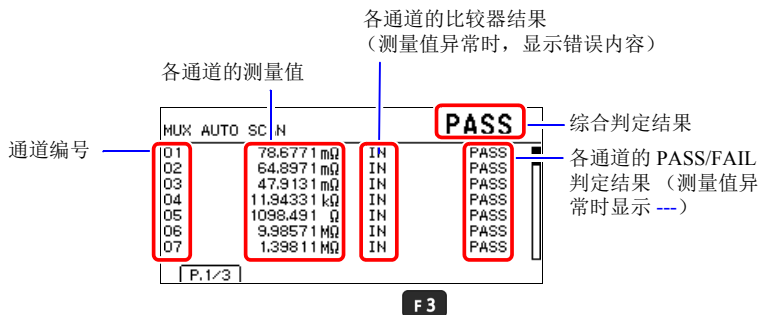 各通道的比较器结果
（测量值异常时，显示错误内容）
各通道的测量值
MUX AUTO SCAN PASS
综合判定结果
通道编号
01 78.6771mΩ IN PASS
02 64.8971mΩ IN PASS
03 47.9131mΩ IN PASS
04 11.94331 kΩ IN PASS
05 1098.491 Ω IN PASS
06 9.98571MΩ IN PASS
07 1.39811MΩ IN PASS
各通道的 PASS/FAIL
判定结果 （测量值异
常时显示 ---）
P.1/3
F3